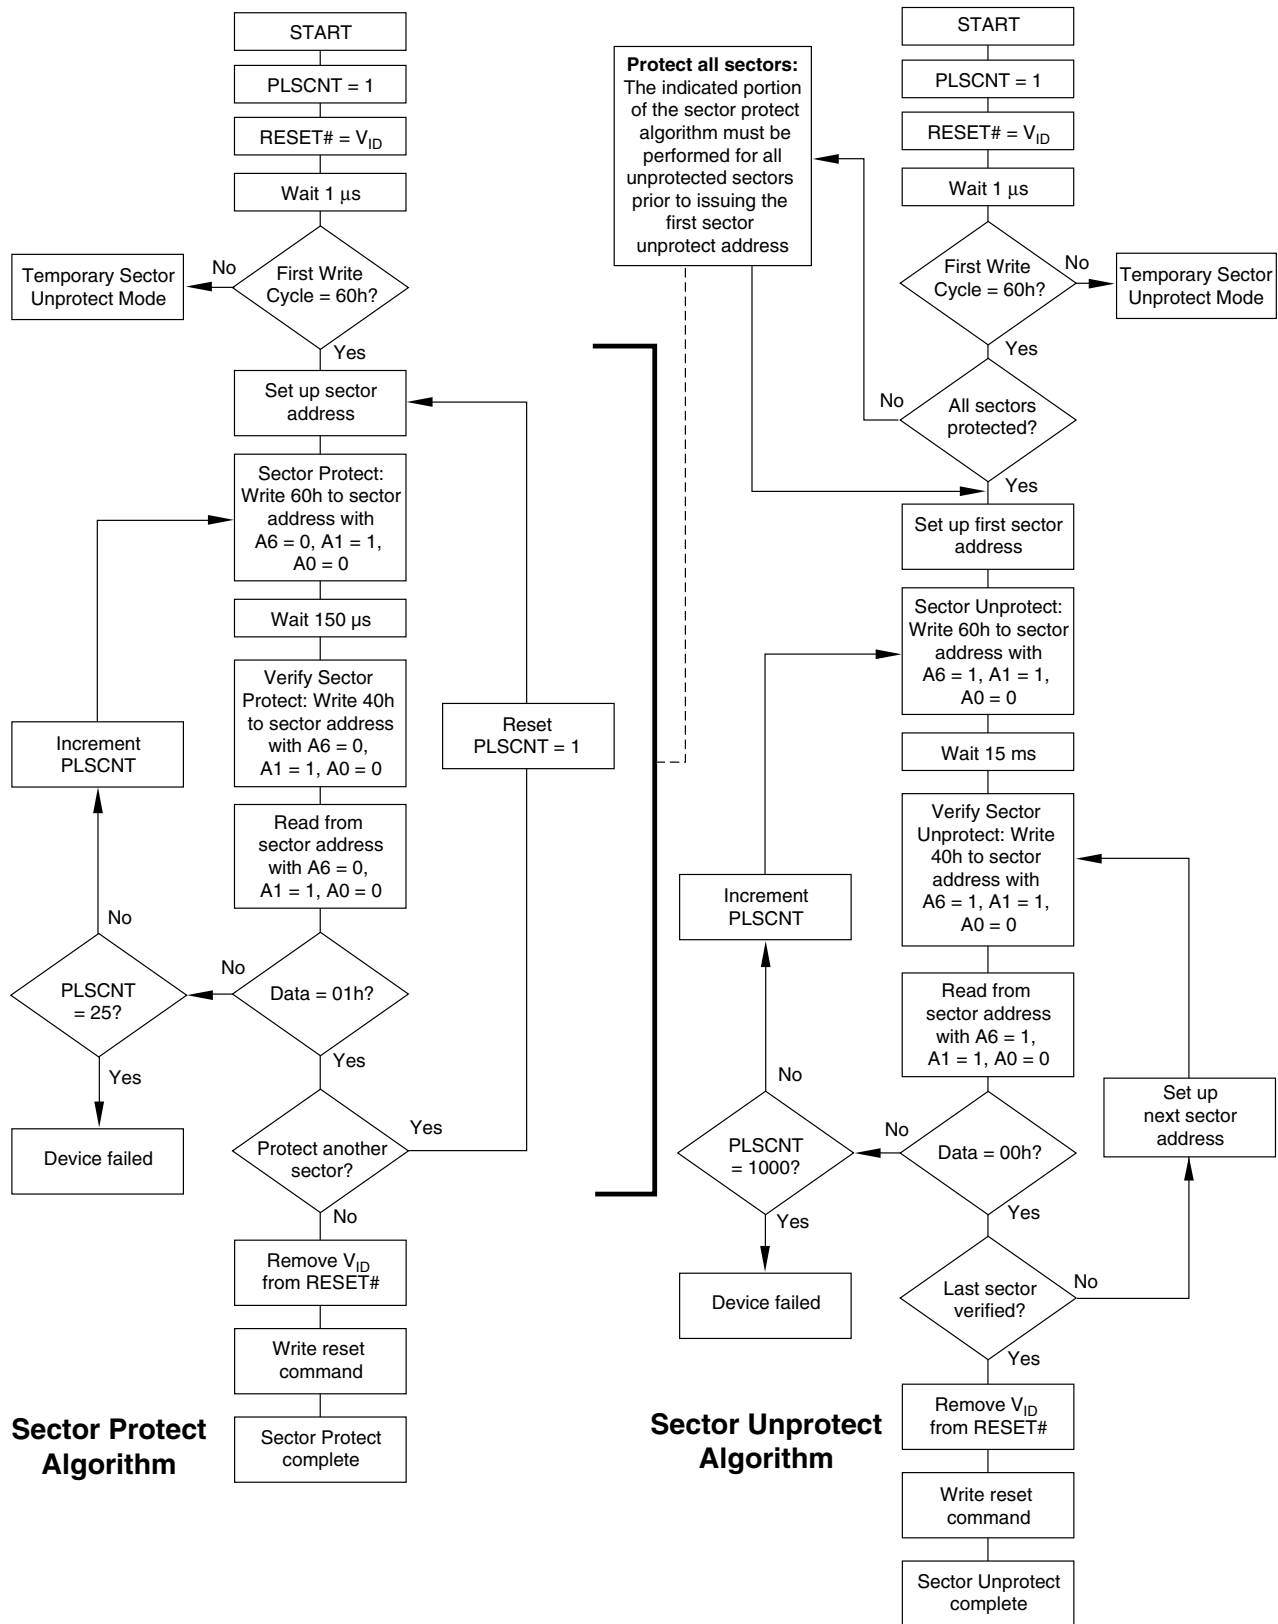 START
PLSCNT = 1
RESET# = VID
Wait 1 μs
First Write
Cycle = 60h?
No
Temporary Sector
Unprotect Mode
Yes
Set up sector
address
Sector Protect:
Write 60h to sector
address with
A6 = 0, A1 = 1,
A0 = 0
Wait 150 µs
Verify Sector
Protect: Write 40h
to sector address
with A6 = 0,
A1 = 1, A0 = 0
Read from
sector address
with A6 = 0,
A1 = 1, A0 = 0
Data = 01h?
No
PLSCNT
= 25?
No
Increment
PLSCNT
Yes
Device failed
Yes
Protect another
sector?
Yes
Reset
PLSCNT = 1
No
Remove VID
from RESET#
Write reset
command
Sector Protect
complete
Sector Protect
Algorithm
Protect all sectors:
The indicated portion
of the sector protect
algorithm must be
performed for all
unprotected sectors
prior to issuing the
first sector
unprotect address
START
PLSCNT = 1
RESET# = VID
Wait 1 μs
First Write
Cycle = 60h?
No
Temporary Sector
Unprotect Mode
Yes
All sectors
protected?
No
Yes
Set up first sector
address
Sector Unprotect:
Write 60h to sector
address with
A6 = 1, A1 = 1,
A0 = 0
Wait 15 ms
Verify Sector
Unprotect: Write
40h to sector
address with
A6 = 1, A1 = 1,
A0 = 0
Read from
sector address
with A6 = 1,
A1 = 1, A0 = 0
Data = 00h?
No
PLSCNT
= 1000?
No
Increment
PLSCNT
Yes
Device failed
Yes
Last sector
verified?
No
Set up
next sector
address
Yes
Remove VID
from RESET#
Write reset
command
Sector Unprotect
complete
Sector Unprotect
Algorithm